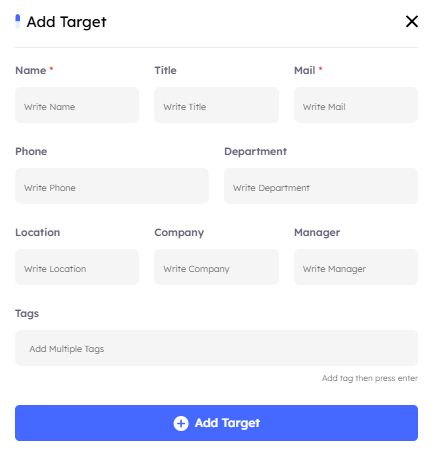 Add Target
Name * Title Mail *
Write Name Write Title Write Mail
Phone Department
Write Phone Write Department
Location Company Manager
Write Location Write Company Write Manager
Tags
Add Multiple Tags
Add tag then press enter
Add Target